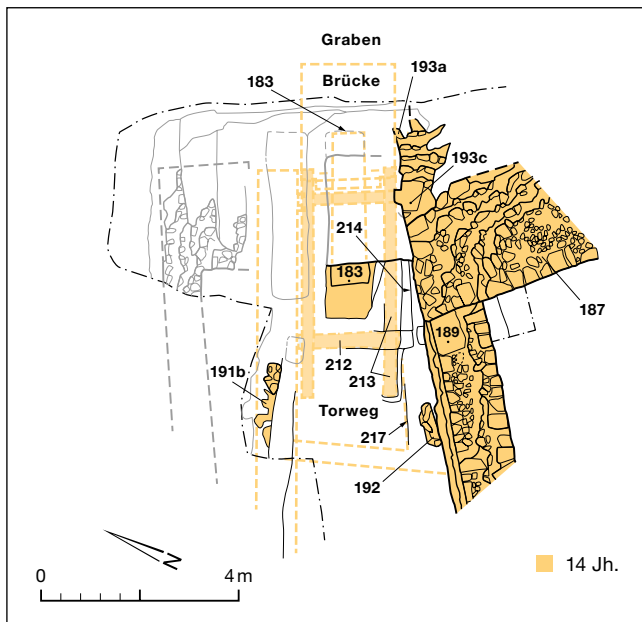 Graben
193a
Brücke
183
193c
214
183
187
189
191b
212
213
Torweg
217
192
N
0
4 m
14 Jh.